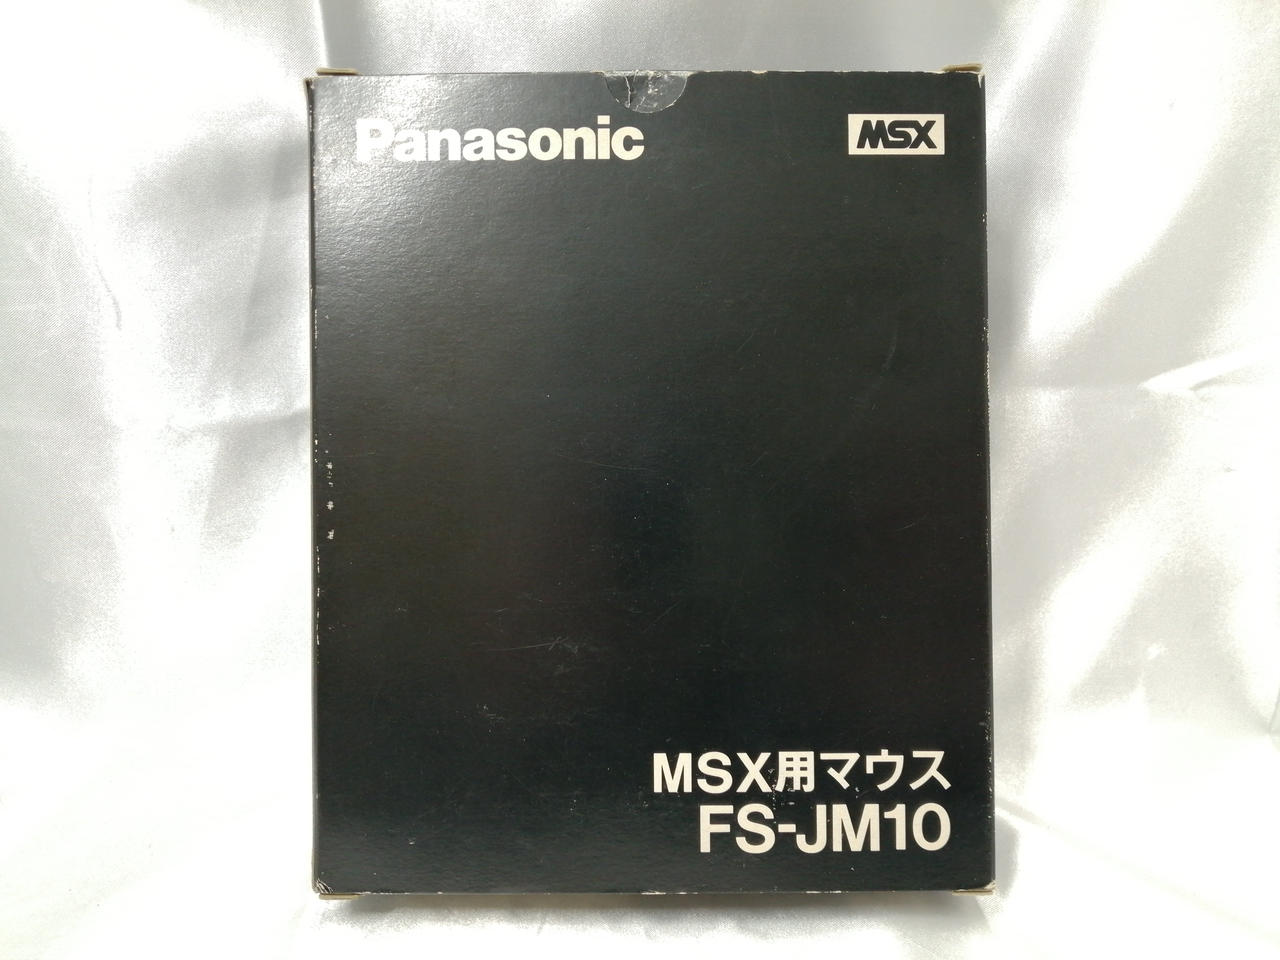 Panasonic
MSX
MSX用マウス
FS-JM10